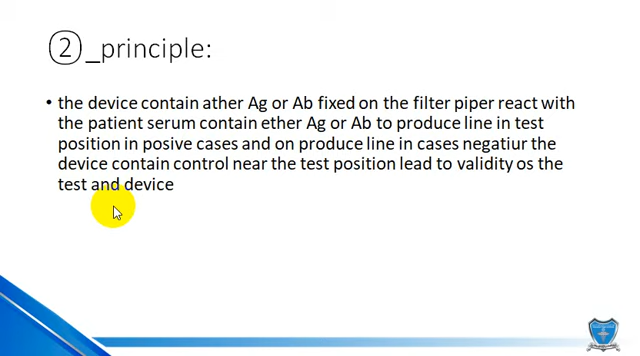 ②_principle:
• the device contain ather Ag or Ab fixed on the filter piper react with
the patient serum contain ether Ag or Ab to produce line in test
position in posive cases and on produce line in cases negatiur the
device contain control near the test position lead to validity os the
test and device